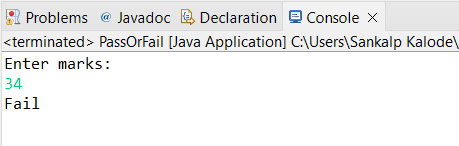 Problems @ Javadoc Declaration Console
<terminated> PassOrFail [Java Application] C:\Users\Sankalp Kalode\
Enter marks:
34
Fail